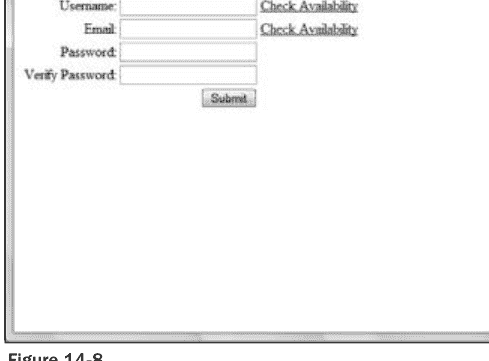 Username: Check Availability
Email: Check Availability
Password:
Verify Password:
Submit
Figure 14-8